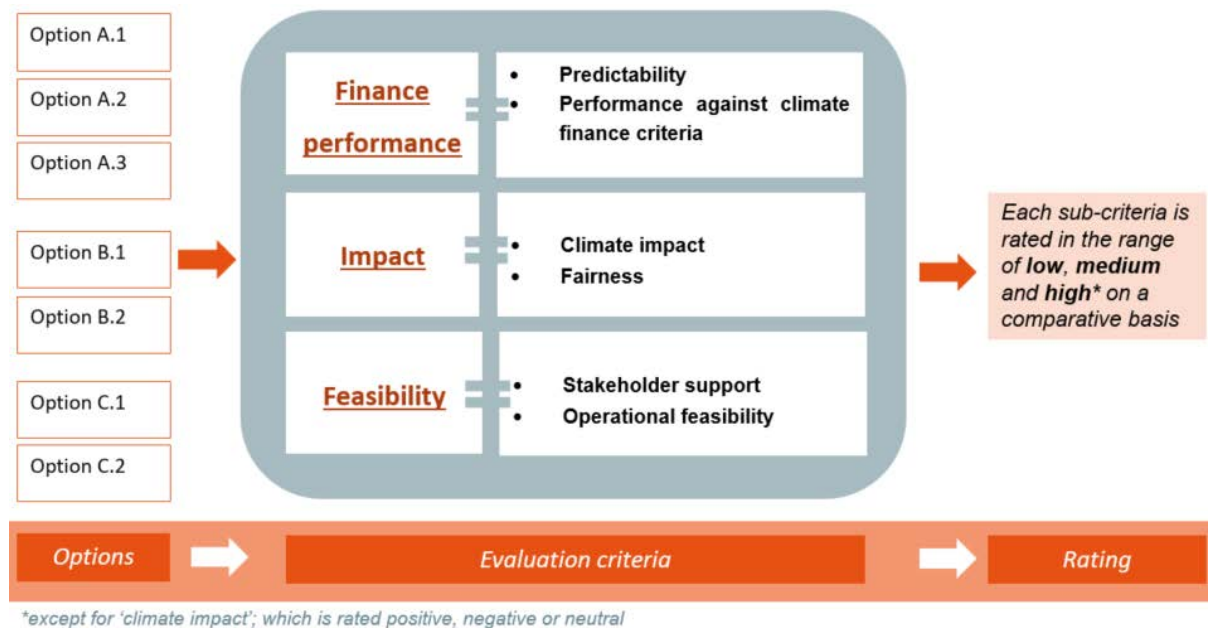 Option A.1
Option A.2
Option A.3
Option B.1
Option B.2
Option C.1
Option C.2
Finance
performance
• Predictability
• Performance against climate
finance criteria
Impact
• Climate impact
• Fairness
Feasibility
• Stakeholder support
• Operational feasibility
Each sub-criteria is
rated in the range
of low, medium
and high* on a
comparative basis
Options
Evaluation criteria
Rating
*except for ‘climate impact’; which is rated positive, negative or neutral